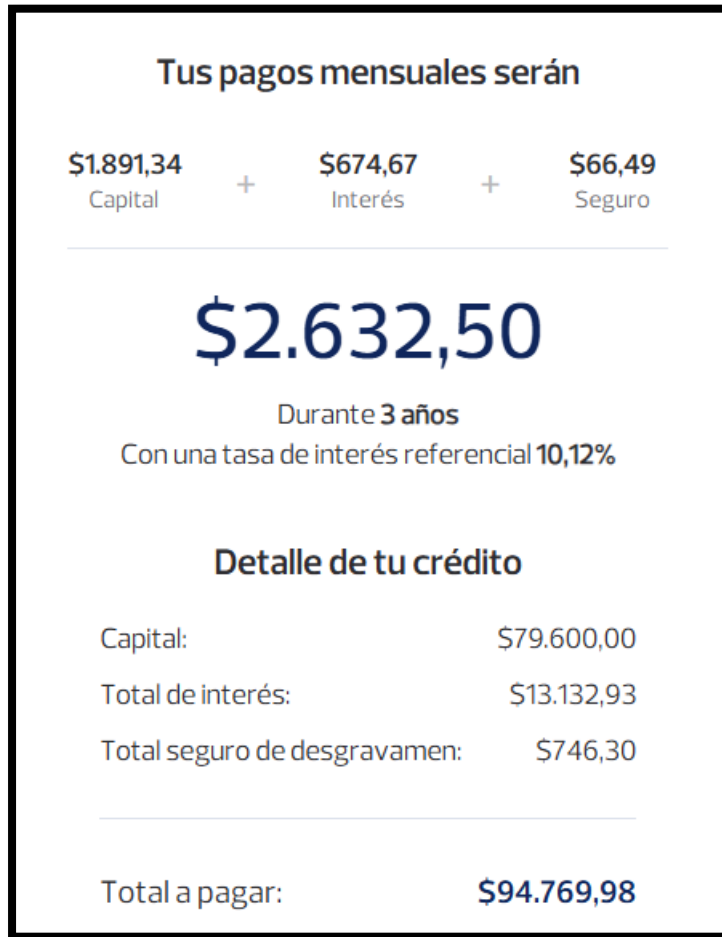 Tus pagos mensuales serán
$1.891,34 + $674,67 + $66,49
Capital Interés Seguro
$2.632,50
Durante 3 años
Con una tasa de interés referencial 10,12%
Detalle de tu crédito
Capital: $79.600,00
Total de interés: $13.132,93
Total seguro de desgravamen: $746,30
Total a pagar: $94.769,98